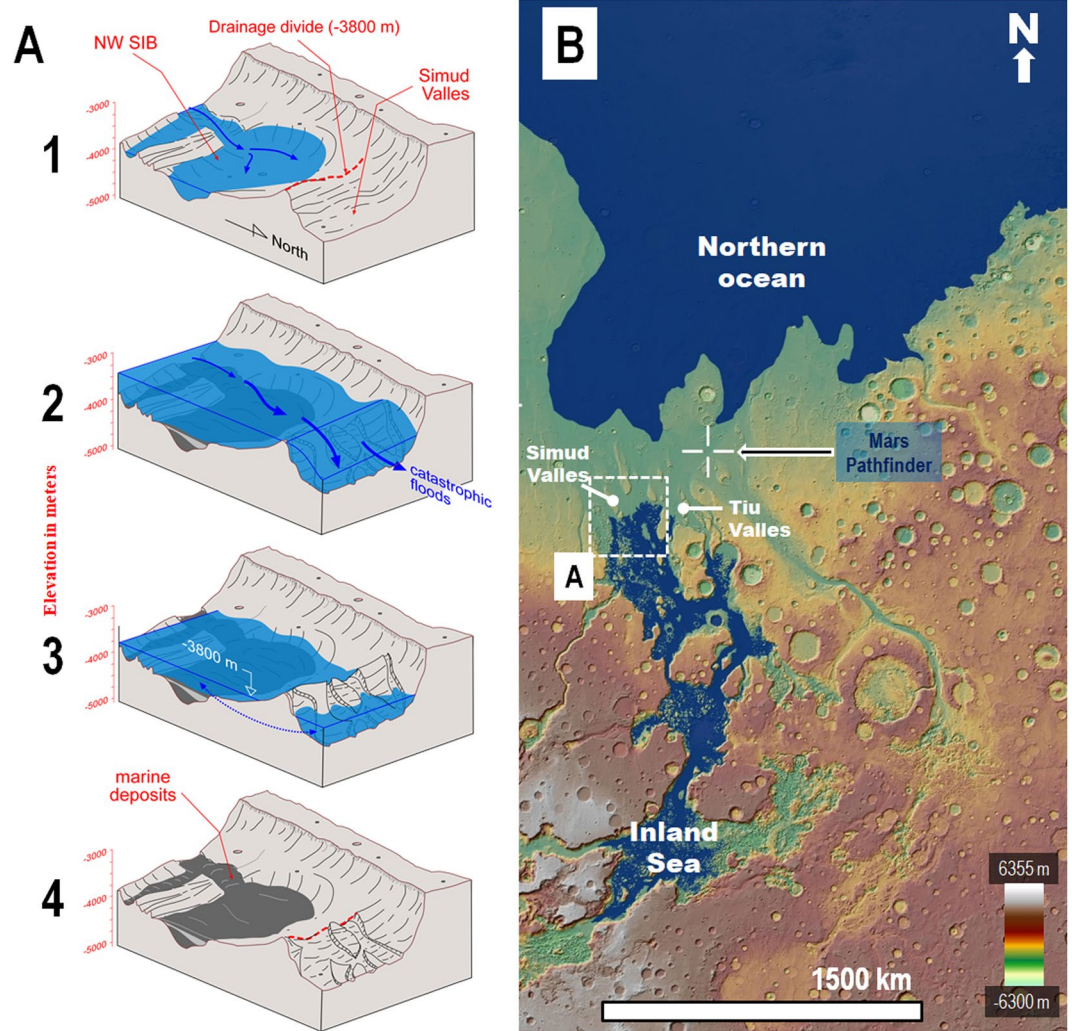 A
NW SIB
Drainage divide (-3800 m)
Simud
Valles
1
-3000
-4000
-5000
North
2
-3000
-4000
-5000
catastrophic
floods
Elevation in meters
3
-3000
-4000
-5000
-3800 m
marine
deposits
4
-3000
-4000
-5000
B
N
Northern
ocean
Simud
Valles
Mars
Pathfinder
Tiu
Valles
A
Inland
Sea
6355 m
-6300 m
1500 km